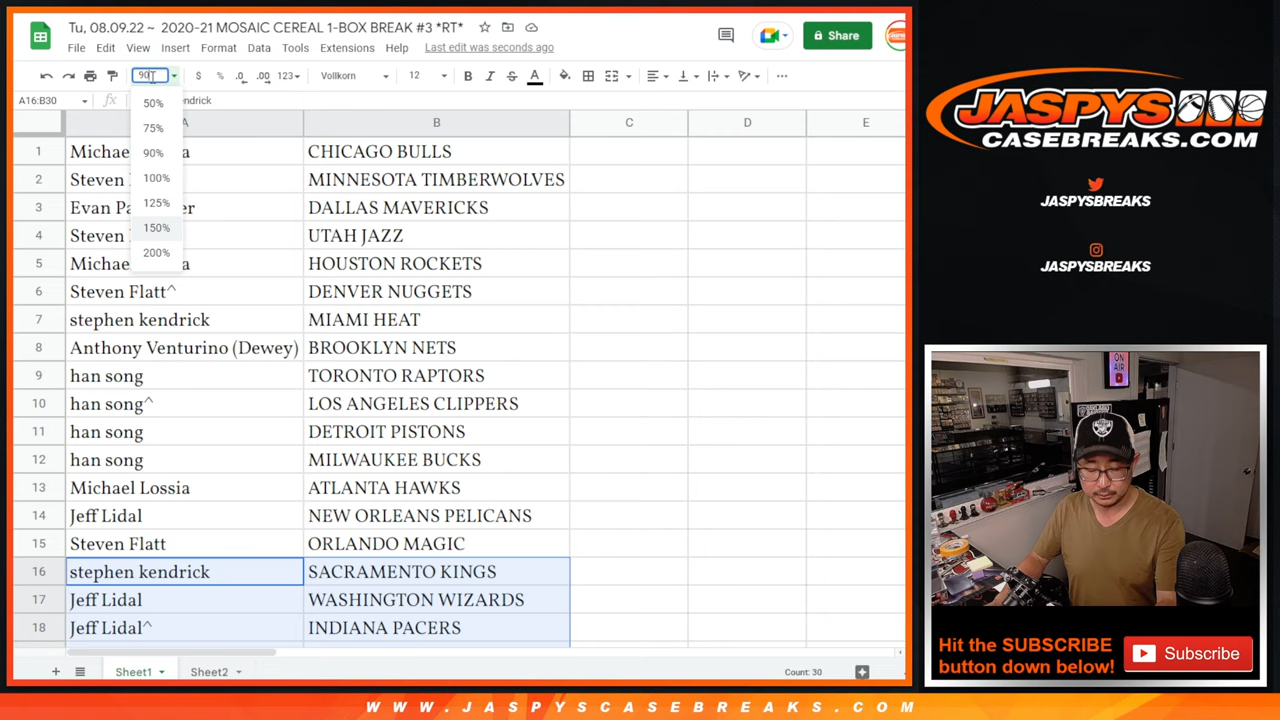 Tu, 08.09.22 ~ 2020-21 MOSAIC CEREAL 1-BOX BREAK #3 *RT*
File Edit View Insert Format Data Tools Extensions Help Last edit was seconds ago
Share
90 $ % .0 .00 123 Vollkorn 12 B I S A
A16:B30 fx endrick
50%
75%
90%
100%
125%
150%
200%
A B C D E
1 Michae a CHICAGO BULLS
2 Steven MINNESOTA TIMBERWOLVES
3 Evan Pa er DALLAS MAVERICKS
4 Steven UTAH JAZZ
5 Michae a HOUSTON ROCKETS
6 Steven Flatt^ DENVER NUGGETS
7 stephen kendrick MIAMI HEAT
8 Anthony Venturino (Dewey) BROOKLYN NETS
9 han song TORONTO RAPTORS
10 han song^ LOS ANGELES CLIPPERS
11 han song DETROIT PISTONS
12 han song MILWAUKEE BUCKS
13 Michael Lossia ATLANTA HAWKS
14 Jeff Lidal NEW ORLEANS PELICANS
15 Steven Flatt ORLANDO MAGIC
16 stephen kendrick SACRAMENTO KINGS
17 Jeff Lidal WASHINGTON WIZARDS
18 Jeff Lidal^ INDIANA PACERS
Sheet1 Sheet2 Count: 30
JASPYS
CASEBREAKS.COM
JASPYSBREAKS
JASPYSBREAKS
ON AIR
Hit the SUBSCRIBE
button down below!
Subscribe
WWW.JASPYSCASEBREAKS.COM